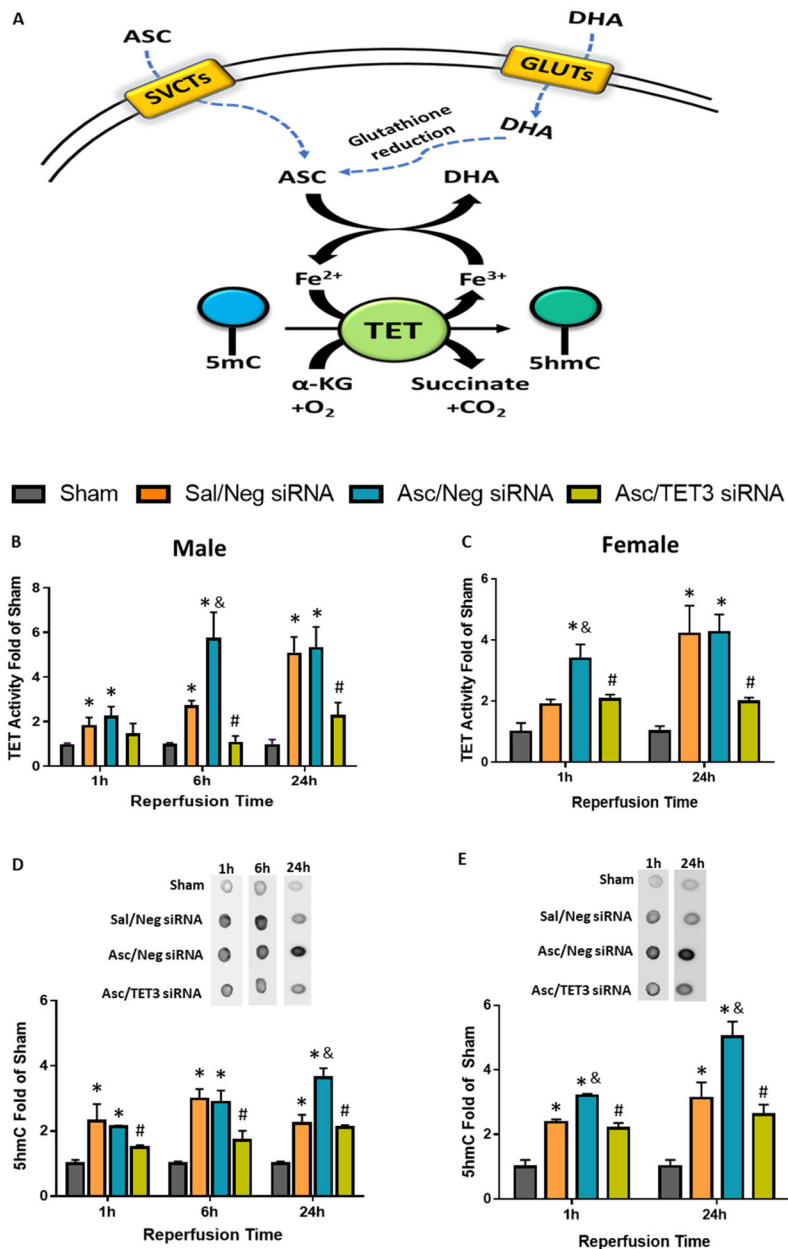 A
ASC
DHA
SVCTs
GLUTs
Glutathione
reduction
DHA
ASC
DHA
Fe²⁺
Fe³⁺
TET
5mC
5hmC
α-KG
+O₂
Succinate
+CO₂
Sham
Sal/Neg siRNA
Asc/Neg siRNA
Asc/TET3 siRNA
B
Male
TET Activity Fold of Sham
8
6
4
2
0
* *
* * & #
* * #
1h 6h 24h
Reperfusion Time
C
Female
TET Activity Fold of Sham
6
4
2
0
* & #
* * #
1h 24h
Reperfusion Time
D
1h 6h 24h
Sham
Sal/Neg siRNA
Asc/Neg siRNA
Asc/TET3 siRNA
5hmC Fold of Sham
6
4
2
0
* * #
* * #
* * & #
1h 6h 24h
Reperfusion Time
E
1h 24h
Sham
Sal/Neg siRNA
Asc/Neg siRNA
Asc/TET3 siRNA
5hmC Fold of Sham
6
4
2
0
* * & #
* * & #
1h 24h
Reperfusion Time